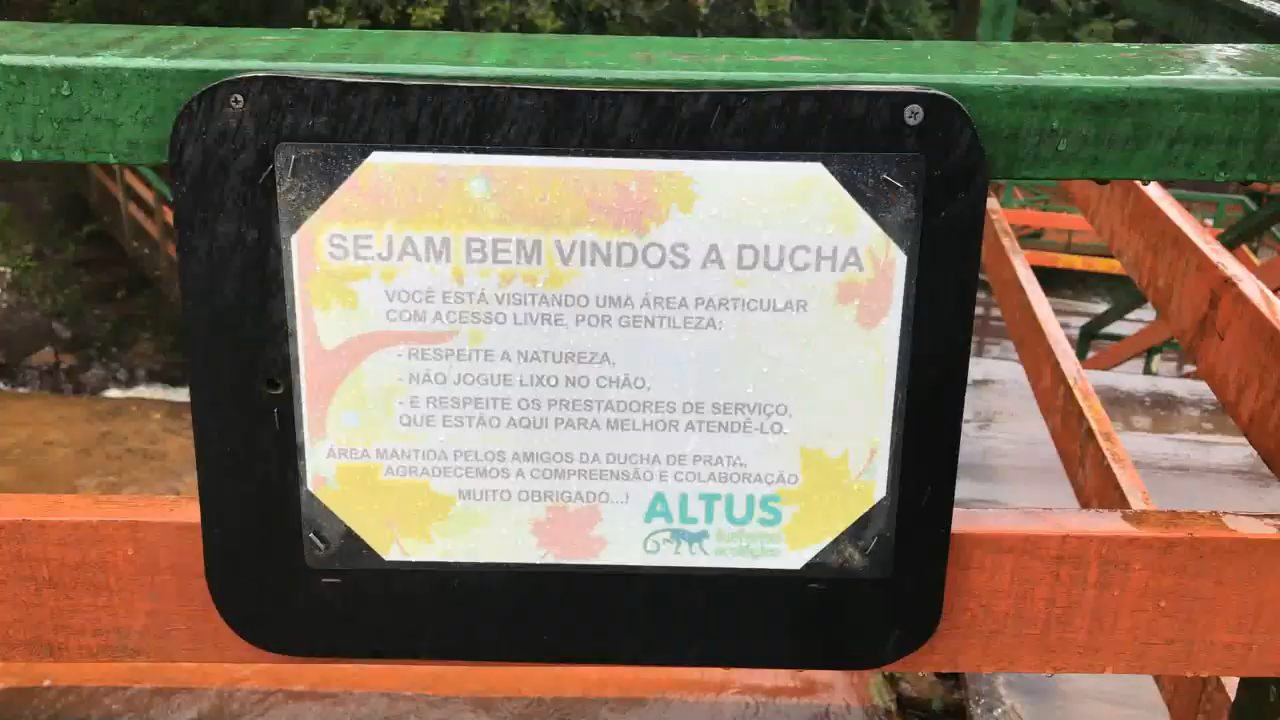 SEJAM BEM VINDOS A DUCHA
VOCÊ ESTÁ VISITANDO UMA ÁREA PARTICULAR
COM ACESSO LIVRE, POR GENTILEZA:
- RESPEITE A NATUREZA,
- NÃO JOGUE LIXO NO CHÃO,
- E RESPEITE OS PRESTADORES DE SERVIÇO,
QUE ESTÃO AQUI PARA MELHOR ATENDÊ-LO.
ÁREA MANTIDA PELOS AMIGOS DA DUCHA DE PRATA,
AGRADECEMOS A COMPREENSÃO E COLABORAÇÃO
MUITO OBRIGADO...!
ALTUS